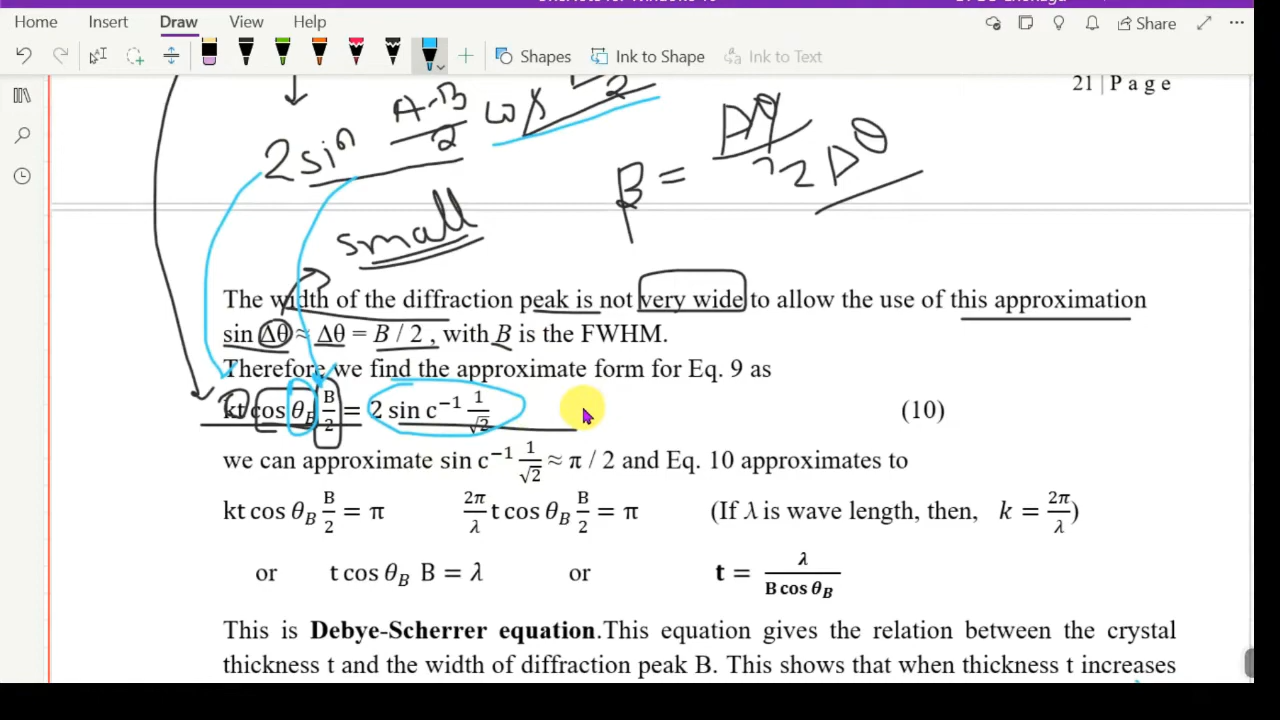 Home Insert Draw View Help
Share
Shapes Ink to Shape Ink to Text
21 | P a g e
2 sin A-B/2
β = Δθ/2 2Δθ
small
The width of the diffraction peak is not very wide to allow the use of this approximation
sin Δθ ≈ Δθ = B / 2 , with B is the FWHM.
Therefore we find the approximate form for Eq. 9 as
kt cos θ_B B/2 = 2 sin c⁻¹ 1/√2 (10)
we can approximate sin c⁻¹ 1/√2 ≈ π / 2 and Eq. 10 approximates to
kt cos θ_B B/2 = π 2π/λ t cos θ_B B/2 = π (If λ is wave length, then, k = 2π/λ)
or t cos θ_B B = λ or t = λ/(B cos θ_B)
This is Debye-Scherrer equation.This equation gives the relation between the crystal
thickness t and the width of diffraction peak B. This shows that when thickness t increases